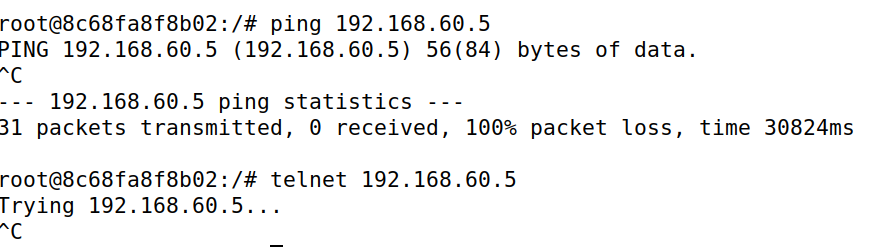 root@8c68fa8f8b02:/# ping 192.168.60.5
PING 192.168.60.5 (192.168.60.5) 56(84) bytes of data.
^C
--- 192.168.60.5 ping statistics ---
31 packets transmitted, 0 received, 100% packet loss, time 30824ms
root@8c68fa8f8b02:/# telnet 192.168.60.5
Trying 192.168.60.5...
^C